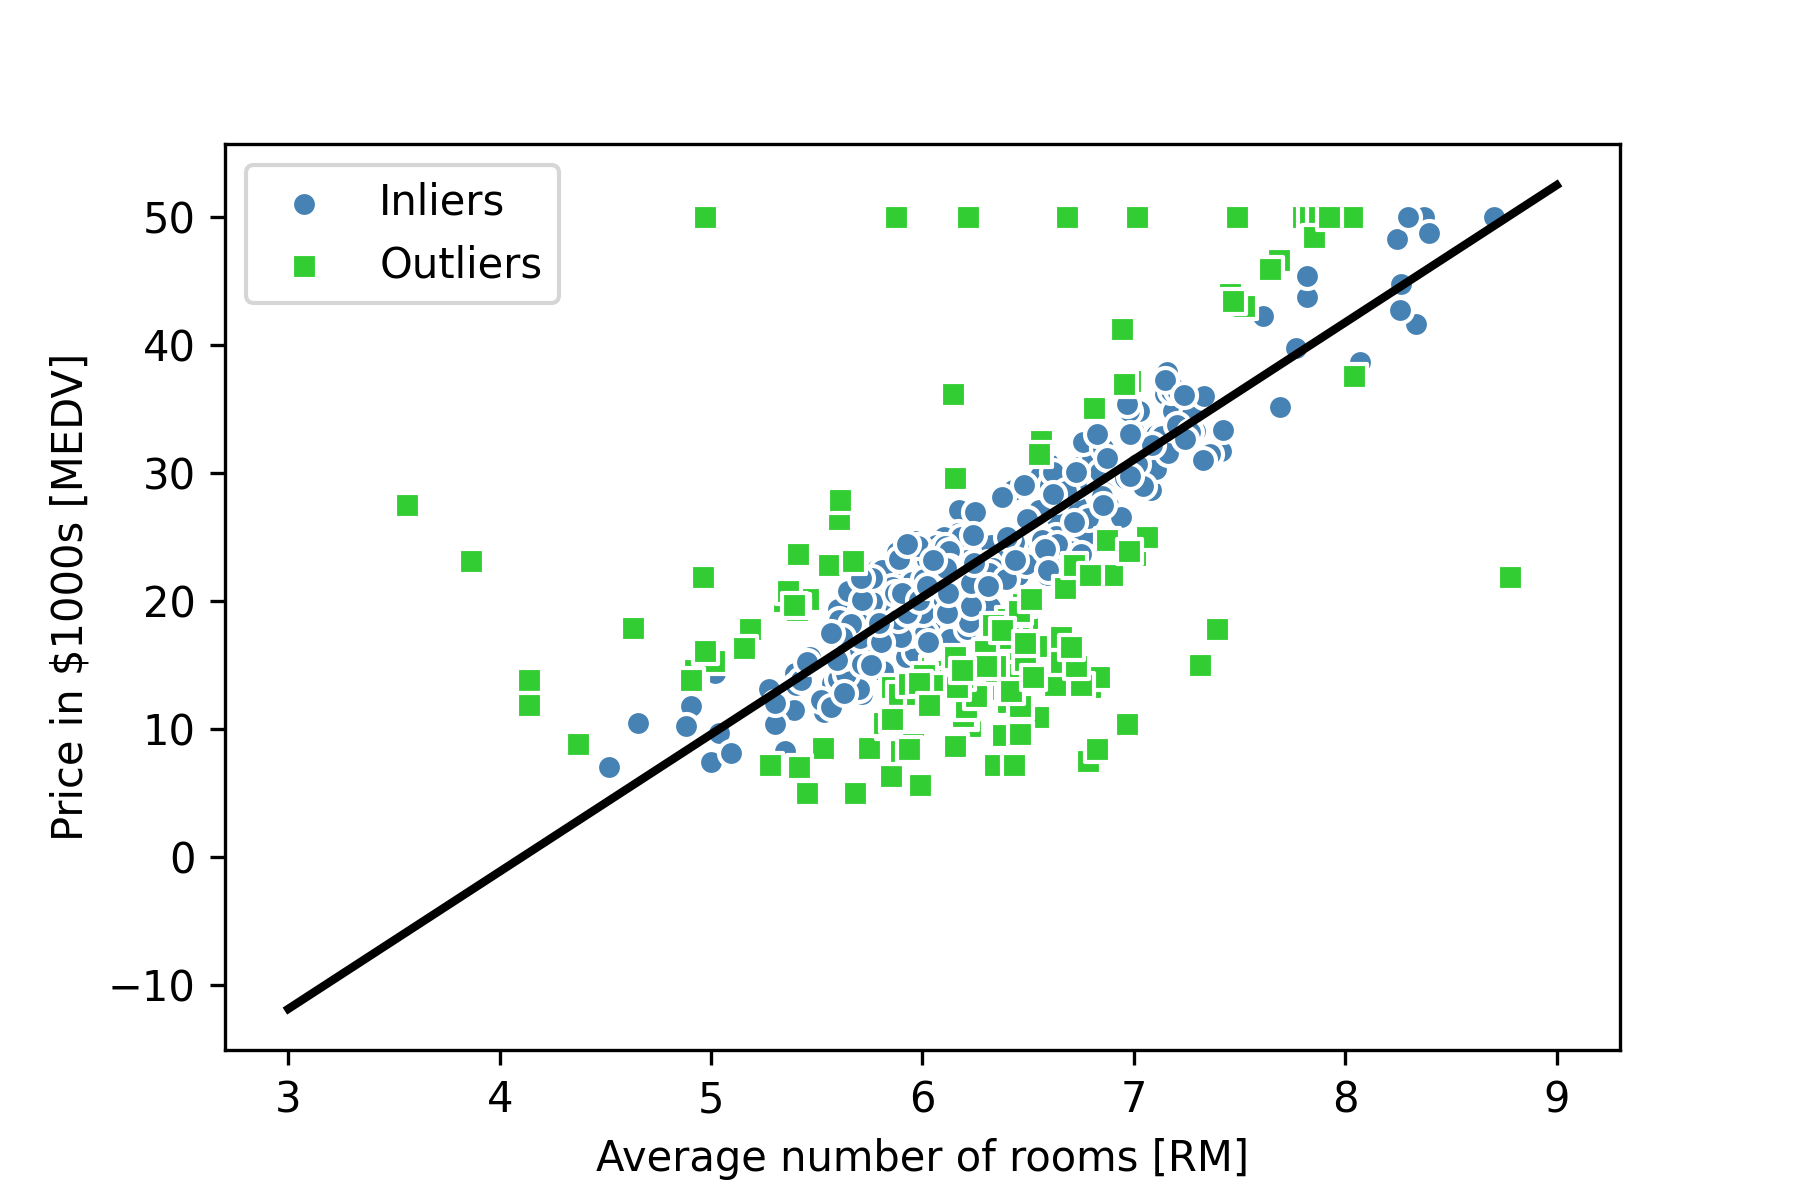 Inliers
Outliers
50
40
30
20
10
0
−10
Price in $1000s [MEDV]
3 4 5 6 7 8 9
Average number of rooms [RM]